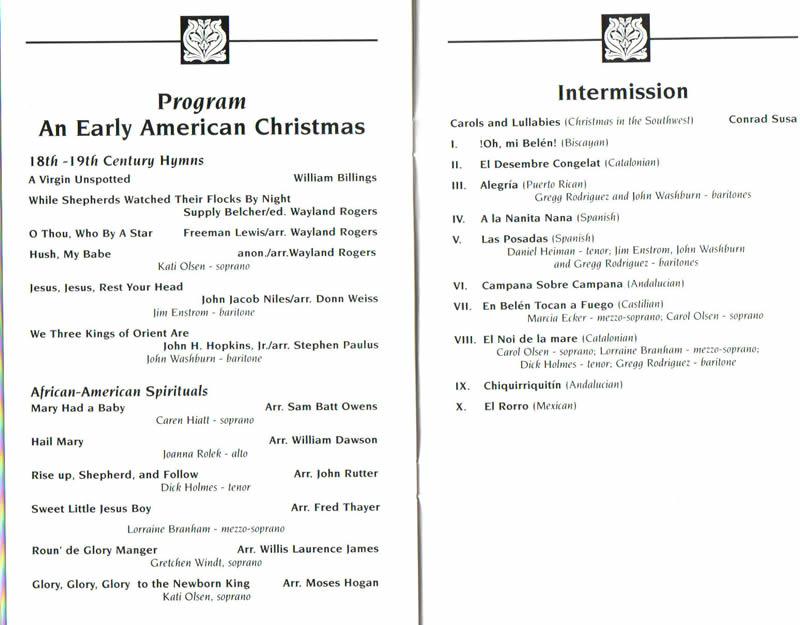 Program
An Early American Christmas
18th -19th Century Hymns
A Virgin Unspotted William Billings
While Shepherds Watched Their Flocks By Night
Supply Belcher/ed. Wayland Rogers
O Thou, Who By A Star Freeman Lewis/arr. Wayland Rogers
Hush, My Babe anon./arr.Wayland Rogers
Kati Olsen - soprano
Jesus, Jesus, Rest Your Head
John Jacob Niles/arr. Donn Weiss
Jim Enstrom - baritone
We Three Kings of Orient Are
John H. Hopkins, Jr./arr. Stephen Paulus
John Washburn - baritone
African-American Spirituals
Mary Had a Baby Arr. Sam Batt Owens
Caren Hiatt - soprano
Hail Mary Arr. William Dawson
Joanna Rolek - alto
Rise up, Shepherd, and Follow Arr. John Rutter
Dick Holmes - tenor
Sweet Little Jesus Boy Arr. Fred Thayer
Lorraine Branham - mezzo-soprano
Roun' de Glory Manger Arr. Willis Laurence James
Gretchen Windt, soprano
Glory, Glory, Glory to the Newborn King Arr. Moses Hogan
Kati Olsen, soprano
Intermission
Carols and Lullabies (Christmas in the Southwest) Conrad Susa
I. !Oh, mi Belén! (Biscayan)
II. El Desembre Congelat (Catalonian)
III. Alegría (Puerto Rican)
Gregg Rodriguez and John Washburn - baritones
IV. A la Nanita Nana (Spanish)
V. Las Posadas (Spanish)
Daniel Heiman - tenor; Jim Enstrom, John Washburn
and Gregg Rodriguez - baritones
VI. Campana Sobre Campana (Andalucian)
VII. En Belén Tocan a Fuego (Castilian)
Marcia Ecker - mezzo-soprano; Carol Olsen - soprano
VIII. El Noi de la mare (Catalonian)
Carol Olsen - soprano; Lorraine Branham - mezzo-soprano;
Dick Holmes - tenor; Gregg Rodriguez - baritone
IX. Chiquirriquitín (Andalucian)
X. El Rorro (Mexican)